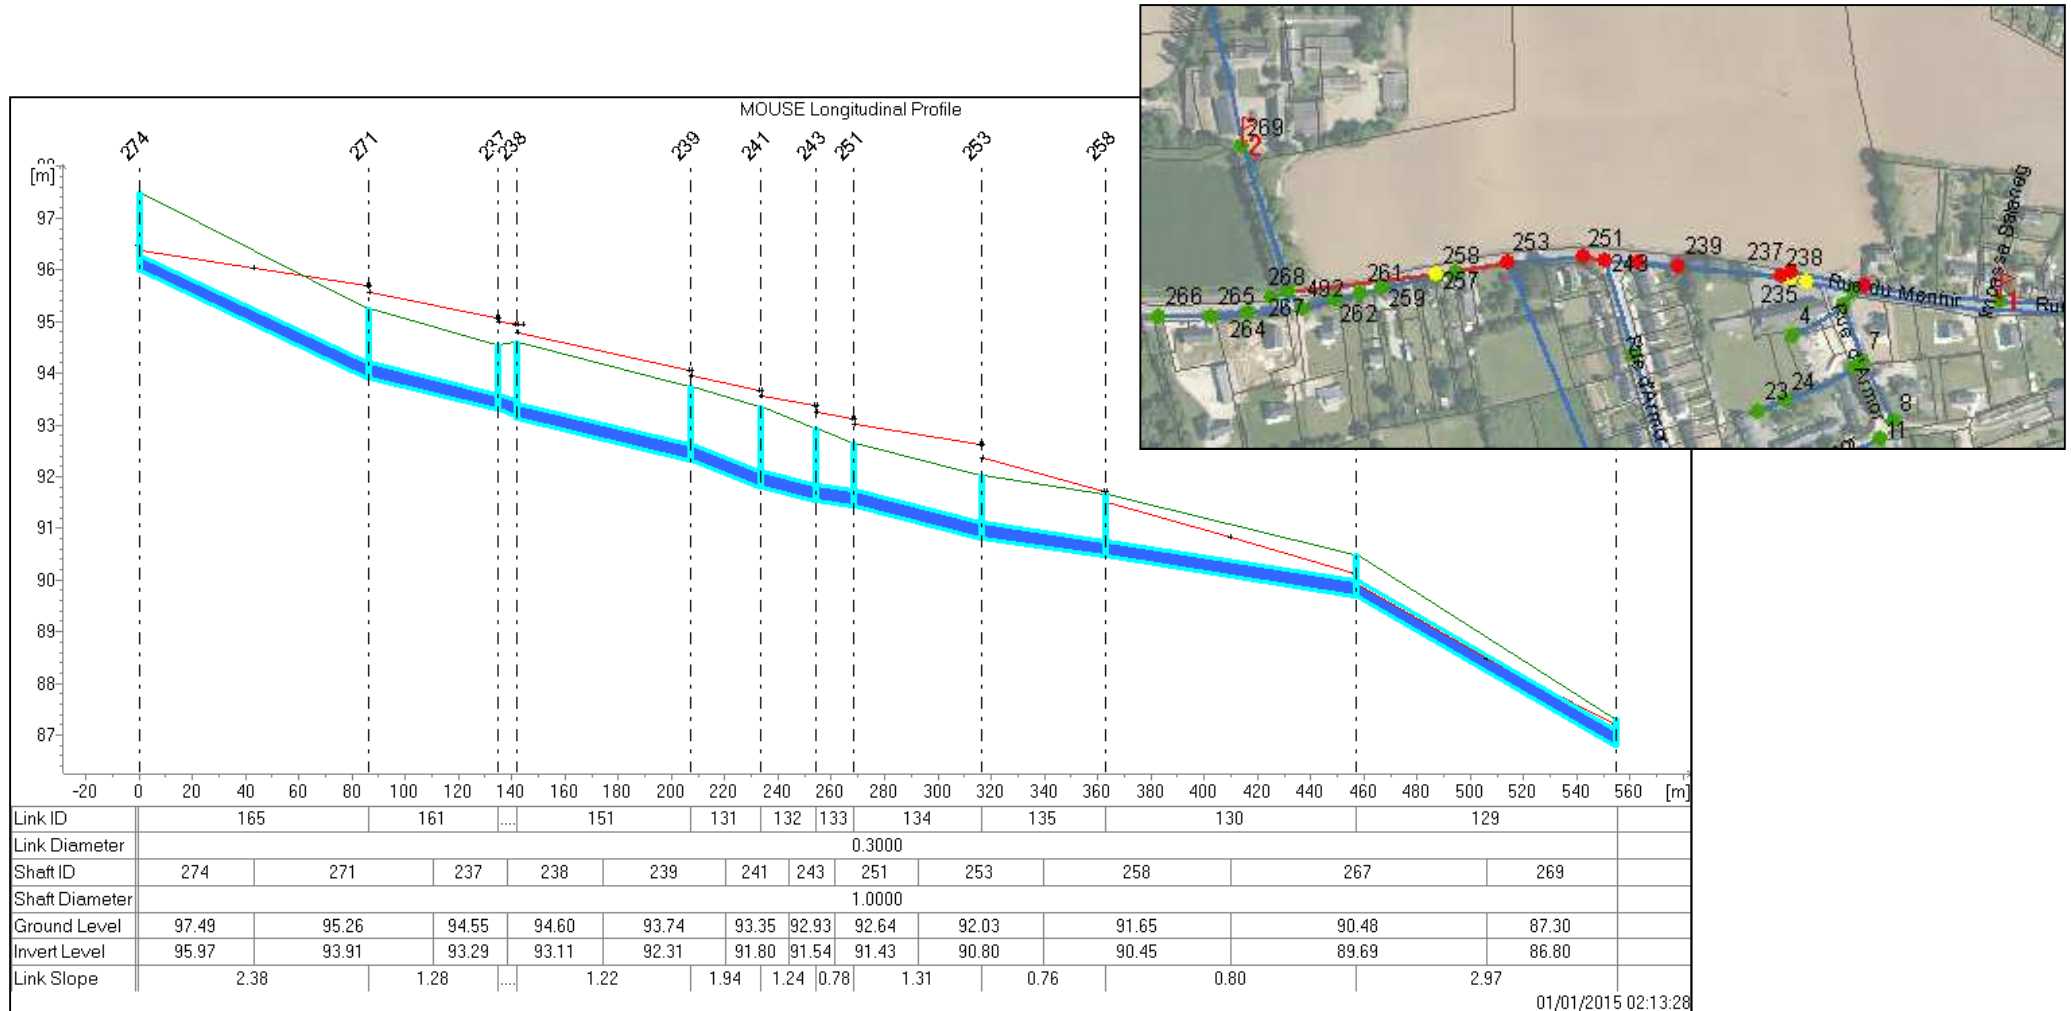 MOUSE Longitudinal Profile
274 271 237 238 239 241 243 251 253 258
[m]
97
96
95
94
93
92
91
90
89
88
87
-20 0 20 40 60 80 100 120 140 160 180 200 220 240 260 280 300 320 340 360 380 400 420 440 460 480 500 520 540 560 [m]
Link ID 165 161 .... 151 131 132 133 134 135 130 129
Link Diameter 0.3000
Shaft ID 274 271 237 238 239 241 243 251 253 258 267 269
Shaft Diameter 1.0000
Ground Level 97.49 95.26 94.55 94.60 93.74 93.35 92.93 92.64 92.03 91.65 90.48 87.30
Invert Level 95.97 93.91 93.29 93.11 92.31 91.80 91.54 91.43 90.80 90.45 89.69 86.80
Link Slope 2.38 1.28 .... 1.22 1.94 1.24 0.78 1.31 0.76 0.80 2.97
01/01/2015 02:13:28
269
2
253 251 239 237 238
258 243
268 261 257
266 265 492 259 235 Rue du Menhir 1 Rue
267 262
264
4
7
Rue d'Armor
23 24
8
11